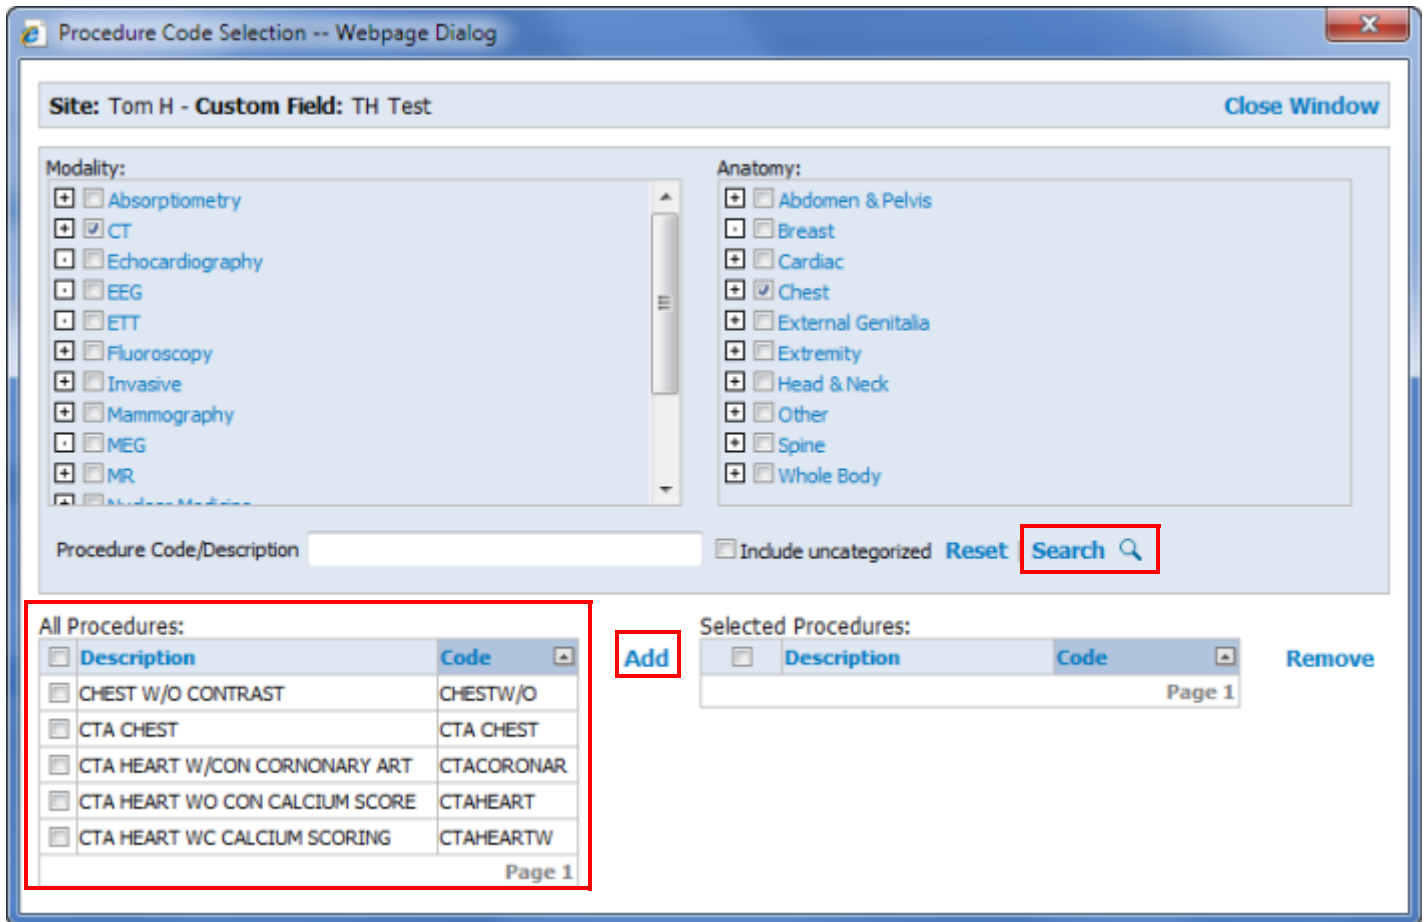 Procedure Code Selection -- Webpage Dialog
Site: Tom H - Custom Field: TH Test
Close Window
Modality:
Absorptiometry
CT
Echocardiography
EEG
ETT
Fluoroscopy
Invasive
Mammography
MEG
MR
Nuclear Medicine
Anatomy:
Abdomen & Pelvis
Breast
Cardiac
Chest
External Genitalia
Extremity
Head & Neck
Other
Spine
Whole Body
Procedure Code/Description
Include uncategorized Reset | Search
All Procedures:
Description Code
CHEST W/O CONTRAST CHESTW/O
CTA CHEST CTA CHEST
CTA HEART W/CON CORNONARY ART CTACORONAR
CTA HEART WO CON CALCIUM SCORE CTAHEART
CTA HEART WC CALCIUM SCORING CTAHEARTW
Page 1
Add
Selected Procedures:
Description Code
Page 1
Remove